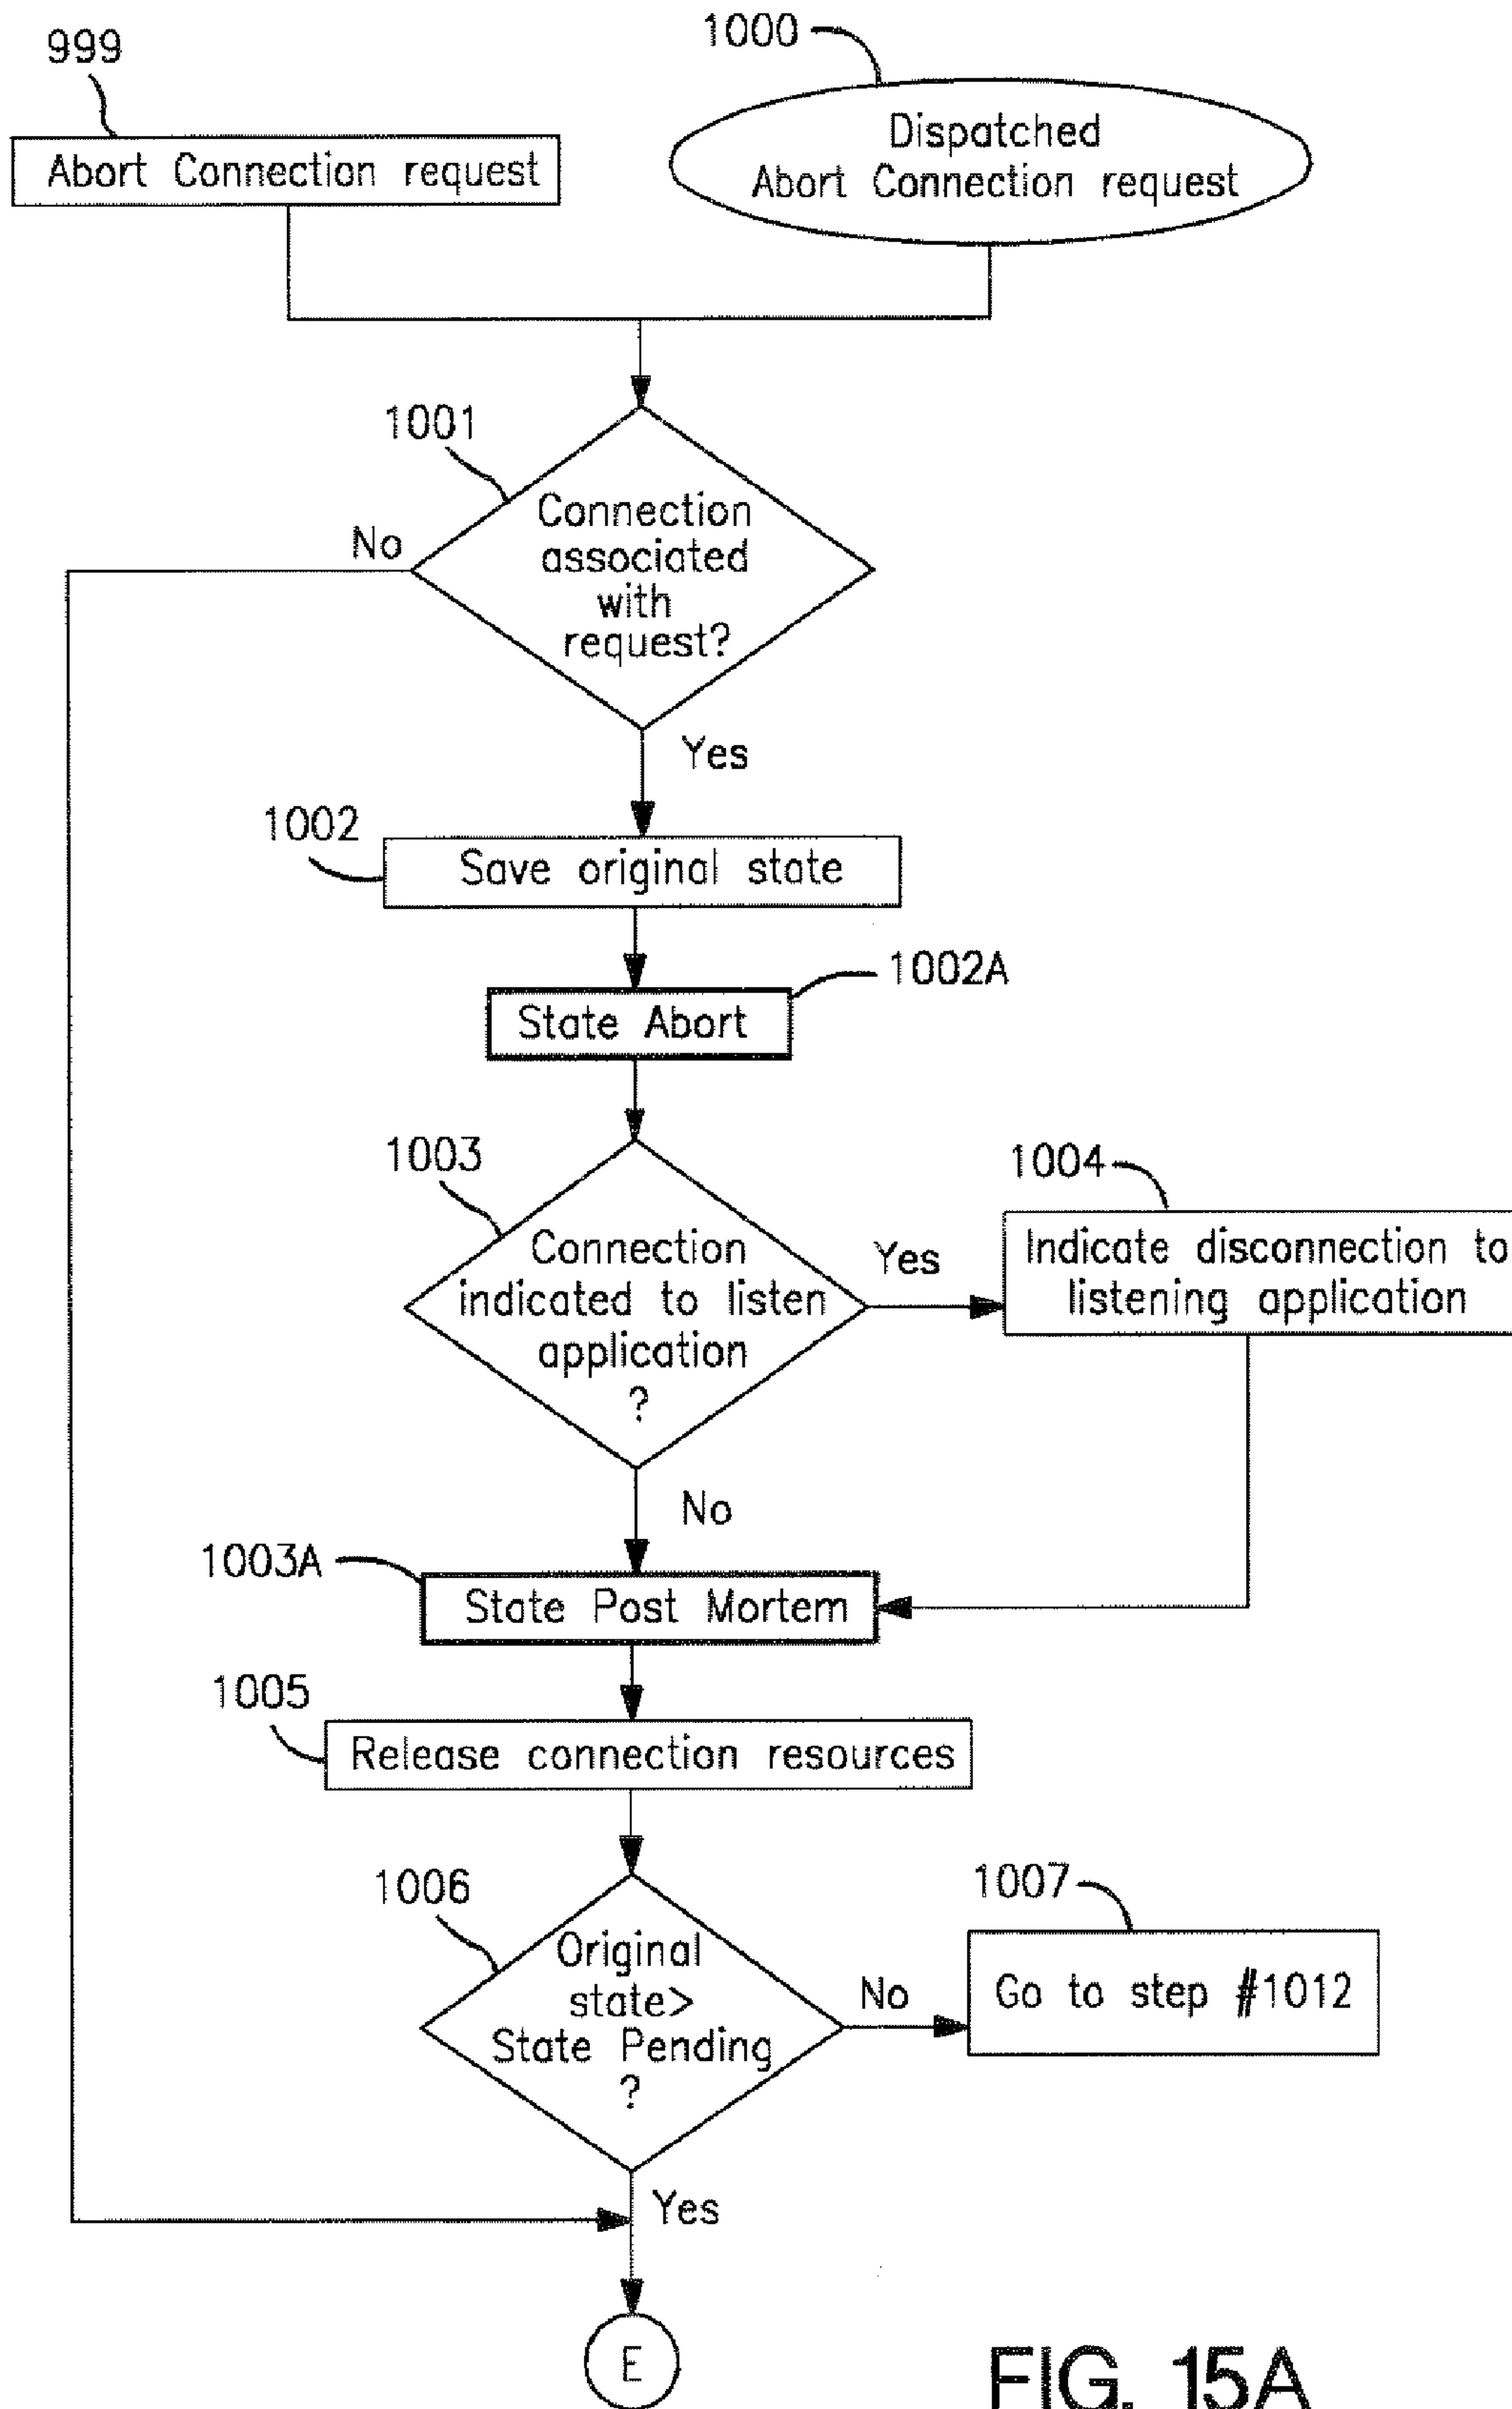 999
1000
Abort Connection request
Dispatched
Abort Connection request
1001
No
Connection
associated
with
request?
Yes
1002
Save original state
1002A
State Abort
1003
1004
Connection
indicated to listen
application
?
Yes
Indicate disconnection to
listening application
No
1003A
State Post Mortem
1005
Release connection resources
1006
1007
Original
state>
State Pending
?
No
Go to step #1012
Yes
E
FIG. 15A